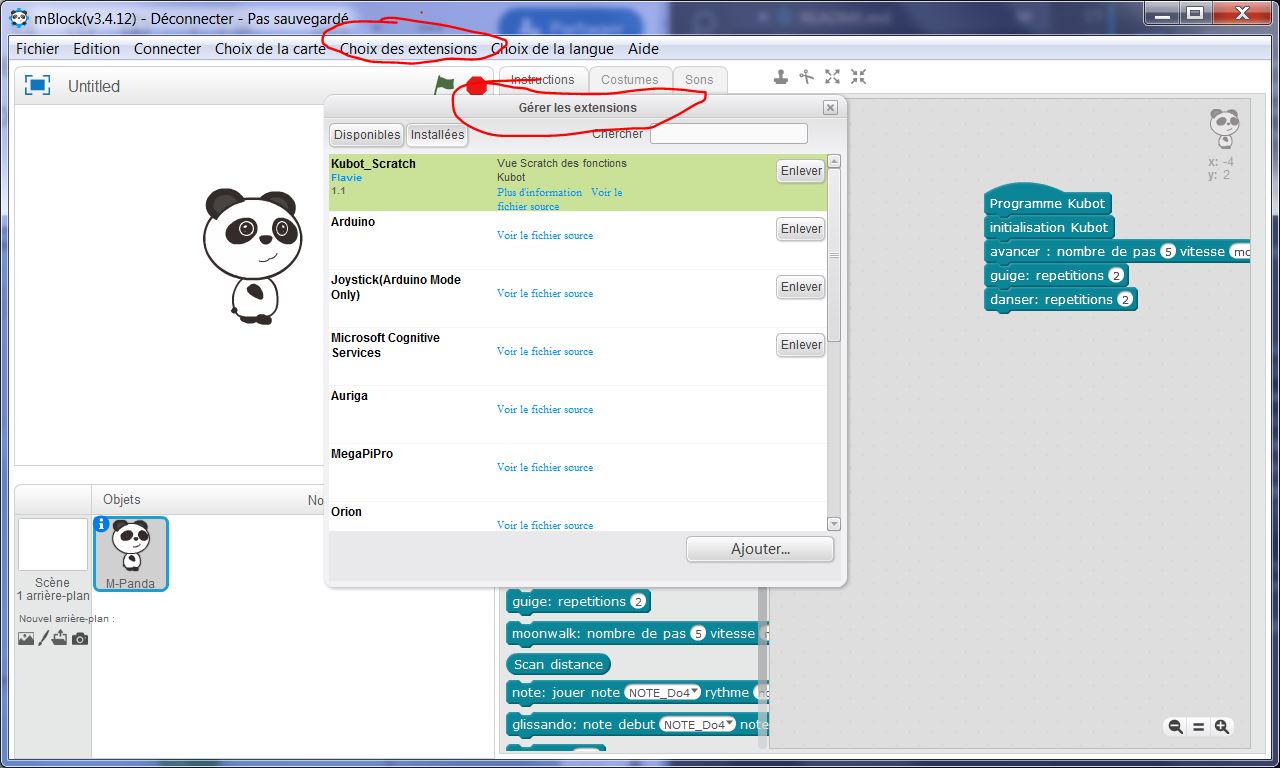 mBlock(v3.4.12) - Déconnecter - Pas sauvegardé
Fichier Edition Connecter Choix de la carte Choix des extensions Choix de la langue Aide
Untitled
Instructions Costumes Sons
Gérer les extensions
Disponibles Installées Chercher
Kubot_Scratch
Flavie
1.1
Vue Scratch des fonctions
Kubot
Plus d'information Voir le
fichier source
Enlever
Arduino
Voir le fichier source
Enlever
Joystick(Arduino Mode
Only)
Voir le fichier source
Enlever
Microsoft Cognitive
Services
Voir le fichier source
Enlever
Auriga
Voir le fichier source
MegaPiPro
Voir le fichier source
Orion
Voir le fichier source
Ajouter...
x: -4
y: 2
Programme Kubot
initialisation Kubot
avancer : nombre de pas 5 vitesse
guige: repetitions 2
danser: repetitions 2
Objets
M-Panda
Scène
1 arrière-plan
Nouvel arrière-plan :
guige: repetitions 2
moonwalk: nombre de pas 5 vitesse
Scan distance
note: jouer note NOTE_Do4 rythme
glissando: note debut NOTE_Do4 note